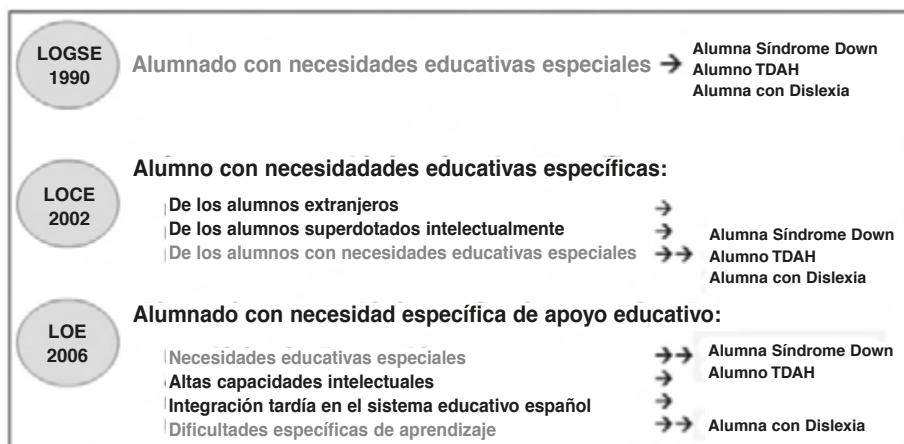 LOGSE
1990
Alumnado con necesidades educativas especiales →
Alumna Síndrome Down
Alumno TDAH
Alumna con Dislexia
LOCE
2002
Alumno con necesidadades educativas específicas:
De los alumnos extranjeros →
De los alumnos superdotados intelectualmente →
De los alumnos con necesidades educativas especiales →→
Alumna Síndrome Down
Alumno TDAH
Alumna con Dislexia
LOE
2006
Alumnado con necesidad específica de apoyo educativo:
Necesidades educativas especiales →→
Alumna Síndrome Down
Alumno TDAH
Altas capacidades intelectuales →
Integración tardía en el sistema educativo español →
Dificultades específicas de aprendizaje →→ Alumna con Dislexia